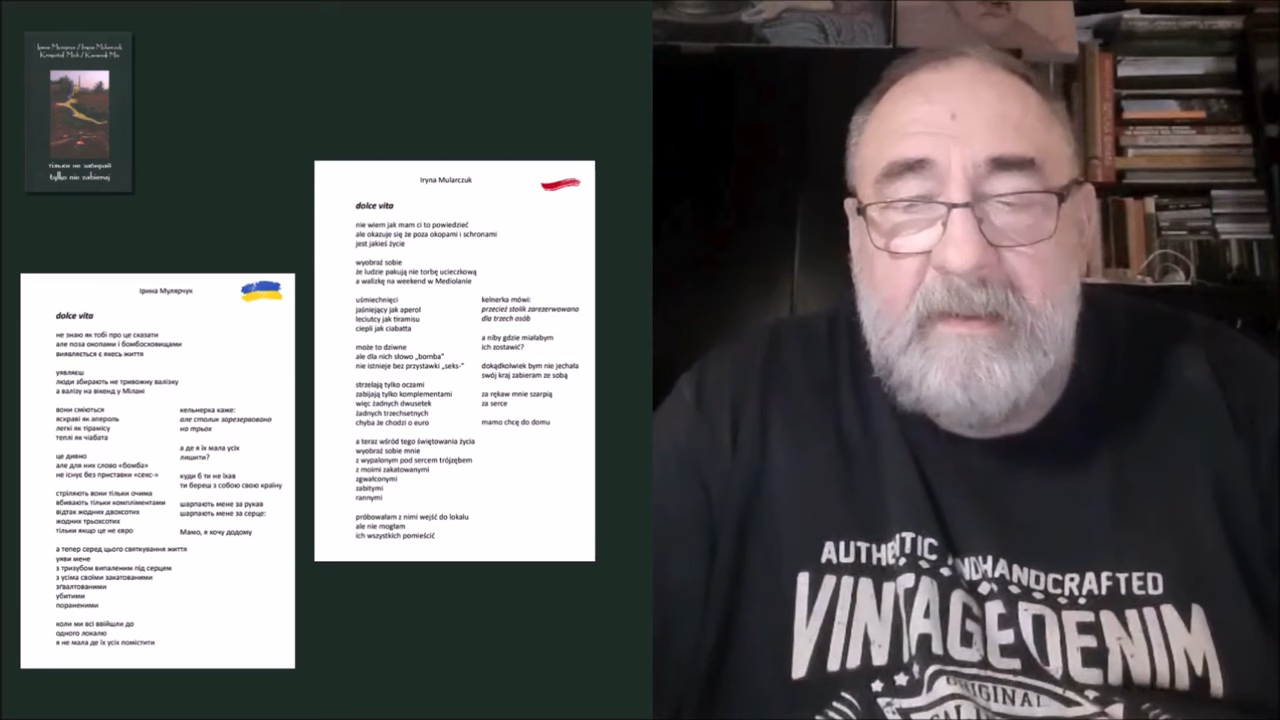 Krzysztof
тільки не забирай
tylko nie zabieraj
Ірина Мулярчук
dolce vita
не знаю як тобі про це сказати
але поза окопами і бомбосховищами
виявляється є якесь життя
уявляєш
люди збирають не тривожну валізку
а валізу на вікенд у Мілані
вони сміються
яскраві як апероль
легкі як тірамісу
теплі як чіабата
це дивно
але для них слово «бомба»
не існує без приставки «секс-»
стріляють вони тільки очима
вбивають тільки компліментами
відтак жодних двохсотих
жодних трьохсотих
тільки якщо це не євро
а тепер серед цього святкування життя
уяви мене
з тризубом випаленим під серцем
з усіма своїми закатованими
зґвалтованими
убитими
пораненими
коли ми всі ввійшли до
одного локалю
я не мала де їх усіх помістити
кельнерка каже:
але столик зарезервовано
на трьох
а де я їх мала усіх
лишити?
куди б ти не їхав
ти береш з собою свою країну
шарпають мене за рукав
шарпають мене за серце:
Мамо, я хочу додому
Iryna Mularczuk
dolce vita
nie wiem jak mam ci to powiedzieć
ale okazuje się że poza okopami i schronami
jest jakieś życie
wyobraź sobie
że ludzie pakują nie torbę ucieczkową
a walizkę na weekend w Mediolanie
uśmiechnięci
jaśniejący jak aperol
leciutcy jak tiramisu
ciepli jak ciabatta
może to dziwne
ale dla nich słowo „bomba”
nie istnieje bez przystawki „seks-”
strzelają tylko oczami
zabijają tylko komplementami
więc żadnych dwusetek
żadnych trzechsetnych
chyba że chodzi o euro
a teraz wśród tego świętowania życia
wyobraź sobie mnie
z wypalonym pod sercem trójzębem
z moimi zakatowanymi
zgwałconymi
zabitymi
rannymi
próbowałam z nimi wejść do lokalu
ale nie mogłam
ich wszystkich pomieścić
kelnerka mówi:
przecież stolik zarezerwowano
dla trzech osób
a niby gdzie miałabym
ich zostawić?
dokądkolwiek bym nie jechała
swój kraj zabieram ze sobą
za rękaw mnie szarpią
za serce
mamo chcę do domu
AUTHENTIC ANDHANDCRAFTED
VINTAGEDENIM
ORIGINAL